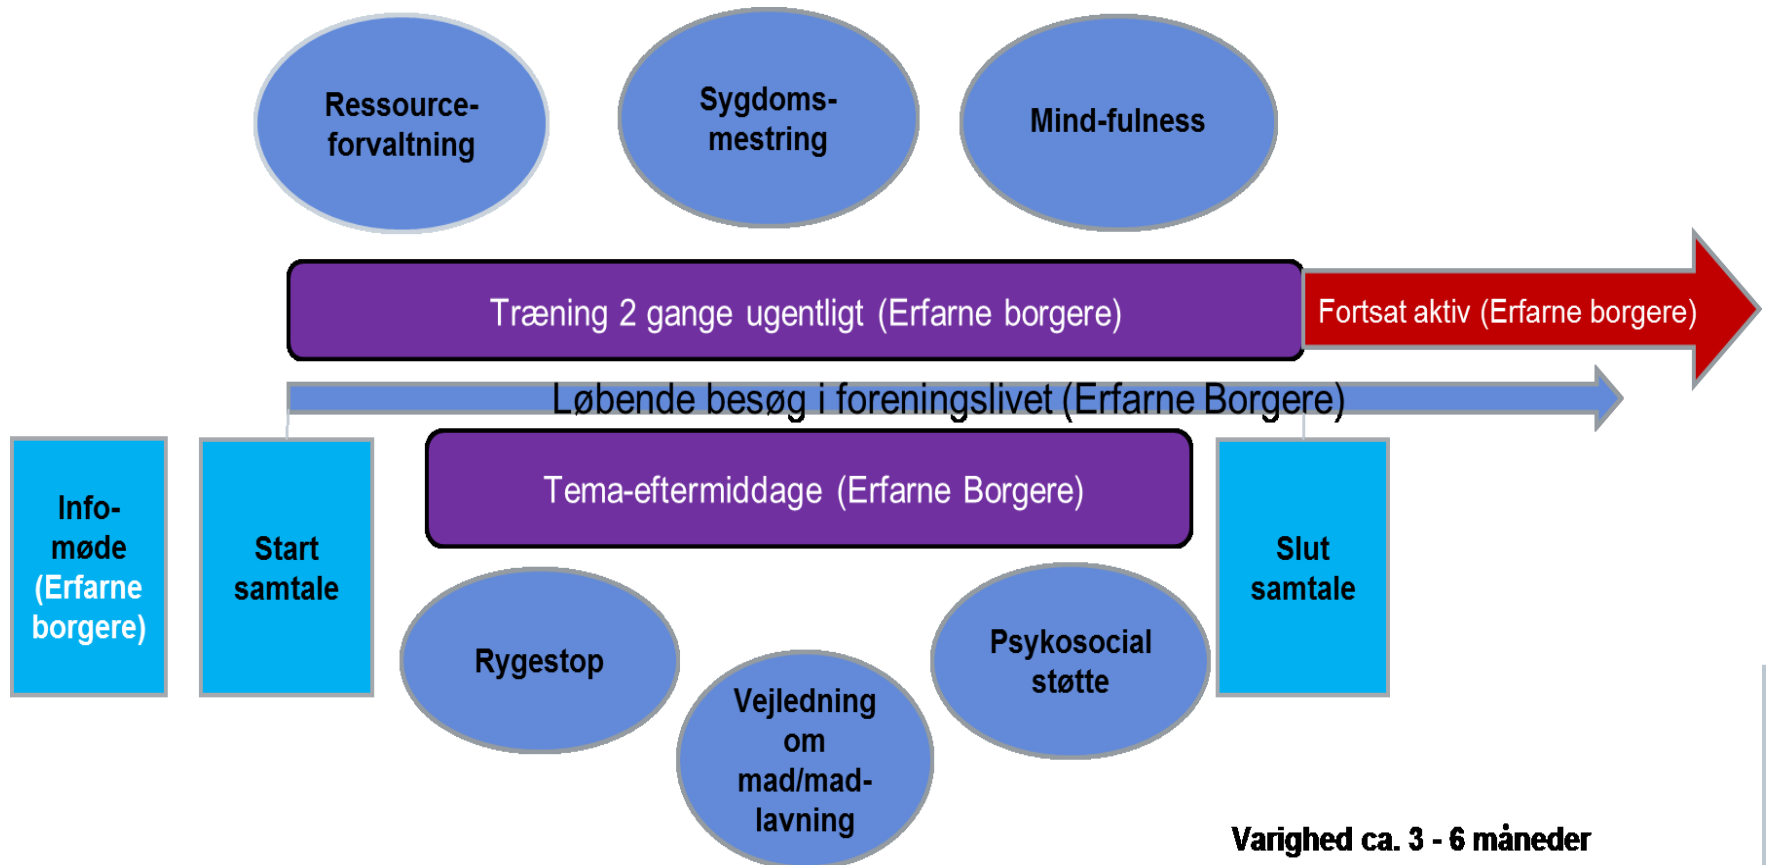 Ressource-
forvaltning
Sygdoms-
mestring
Mind-fulness
Træning 2 gange ugentligt (Erfarne borgere)
Fortsat aktiv (Erfarne borgere)
Løbende besøg i foreningslivet (Erfarne Borgere)
Info-
møde
(Erfarne
borgere)
Start
samtale
Tema-eftermiddage (Erfarne Borgere)
Slut
samtale
Rygestop
Vejledning
om
mad/mad-
lavning
Psykosocial
støtte
Varighed ca. 3 - 6 måneder